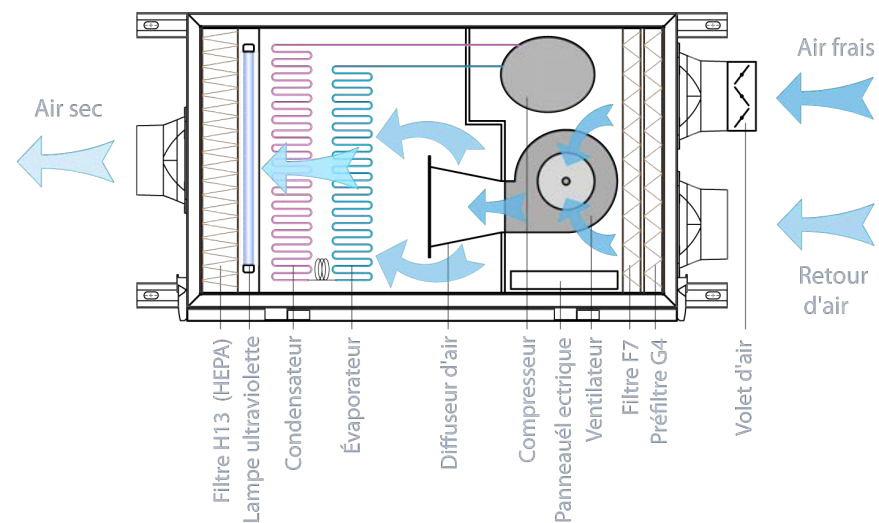 Air frais
Air sec
Retour
d'air
Filtre H13 (HEPA)
Lampe ultraviolette
Condensateur
Évaporateur
Diffuseur d'air
Compresseur
Panneauél ectrique
Ventilateur
Filtre F7
Préfiltre G4
Volet d'air